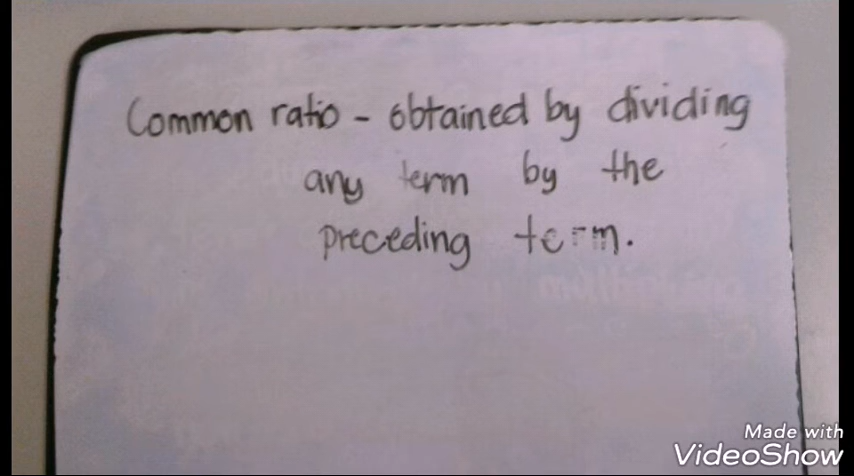 Common ratio - obtained by dividing
any term by the
preceding term.
Made with
VideoShow